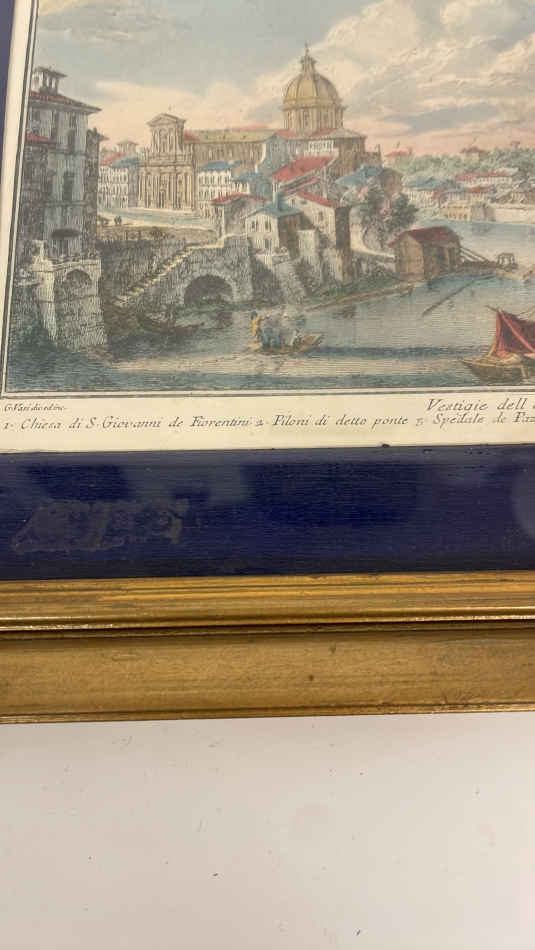 G. Vasi dis. ed inc.
Vestigie dell
1. Chiesa di S. Giovanni de Fiorentini 2. Piloni di detto ponte 3. Spedale de Paz